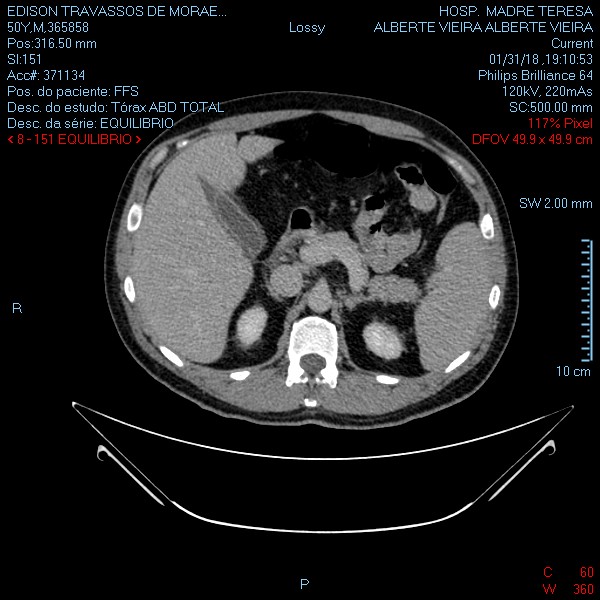 EDISON TRAVASSOS DE MORAE...
50Y,M,365858
Pos:316.50 mm
Sl:151
Acc#: 371134
Pos. do paciente: FFS
Desc. do estudo: Tórax ABD TOTAL
Desc. da série: EQUILIBRIO
< 8 - 151 EQUILIBRIO >
Lossy
HOSP. MADRE TERESA
ALBERTE VIEIRA ALBERTE VIEIRA
Current
01/31/18 ,19:10:53
Philips Brilliance 64
120kV, 220mAs
SC:500.00 mm
117% Pixel
DFOV 49.9 x 49.9 cm
SW 2.00 mm
R
10 cm
P
C 60
W 360